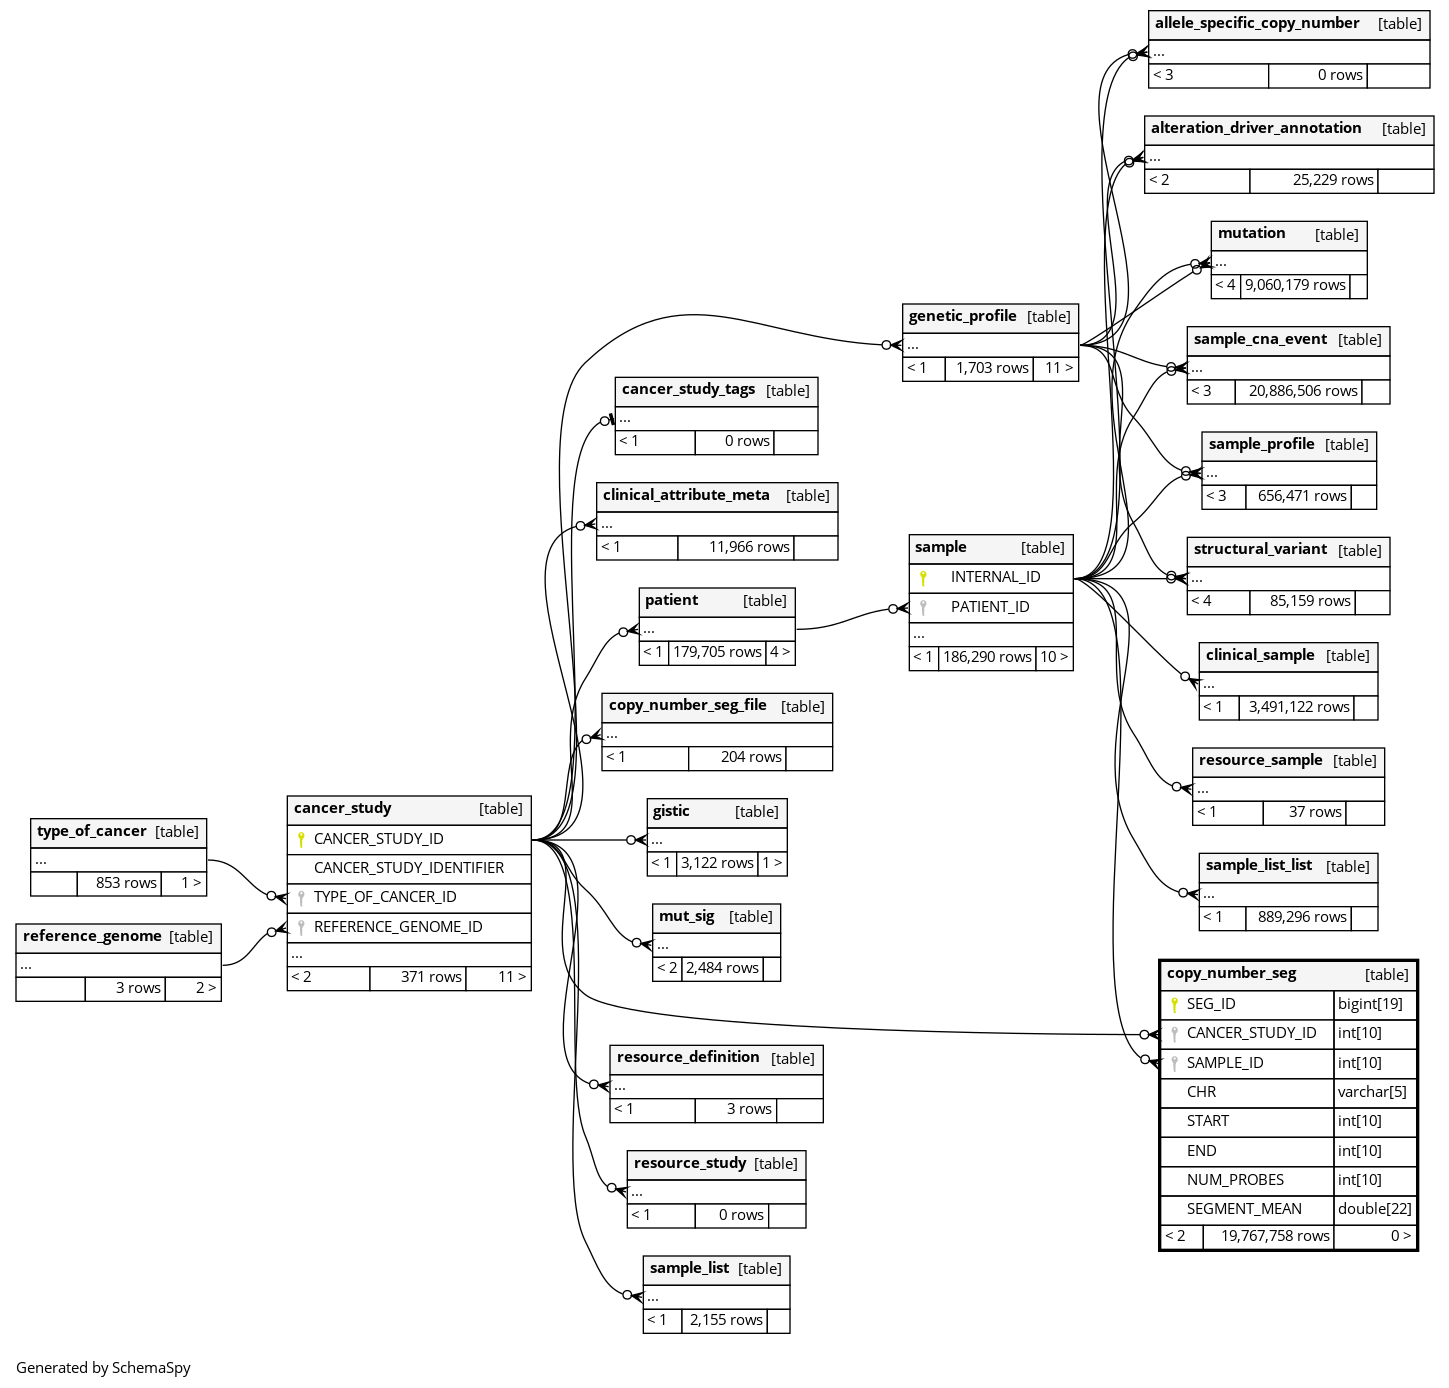 allele_specific_copy_number [table]
...
< 3 0 rows
alteration_driver_annotation [table]
...
< 2 25,229 rows
mutation [table]
...
< 4 9,060,179 rows
genetic_profile [table]
...
< 1 1,703 rows 11 >
sample_cna_event [table]
...
< 3 20,886,506 rows
cancer_study_tags [table]
...
< 1 0 rows
sample_profile [table]
...
< 3 656,471 rows
clinical_attribute_meta [table]
...
< 1 11,966 rows
sample [table]
INTERNAL_ID
PATIENT_ID
...
< 1 186,290 rows 10 >
structural_variant [table]
...
< 4 85,159 rows
patient [table]
...
< 1 179,705 rows 4 >
clinical_sample [table]
...
< 1 3,491,122 rows
copy_number_seg_file [table]
...
< 1 204 rows
resource_sample [table]
...
< 1 37 rows
type_of_cancer [table]
...
853 rows 1 >
reference_genome [table]
...
3 rows 2 >
cancer_study [table]
CANCER_STUDY_ID
CANCER_STUDY_IDENTIFIER
TYPE_OF_CANCER_ID
REFERENCE_GENOME_ID
...
< 2 371 rows 11 >
gistic [table]
...
< 1 3,122 rows 1 >
sample_list_list [table]
...
< 1 889,296 rows
mut_sig [table]
...
< 2 2,484 rows
copy_number_seg [table]
SEG_ID bigint[19]
CANCER_STUDY_ID int[10]
SAMPLE_ID int[10]
CHR varchar[5]
START int[10]
END int[10]
NUM_PROBES int[10]
SEGMENT_MEAN double[22]
< 2 19,767,758 rows 0 >
resource_definition [table]
...
< 1 3 rows
resource_study [table]
...
< 1 0 rows
sample_list [table]
...
< 1 2,155 rows
Generated by SchemaSpy